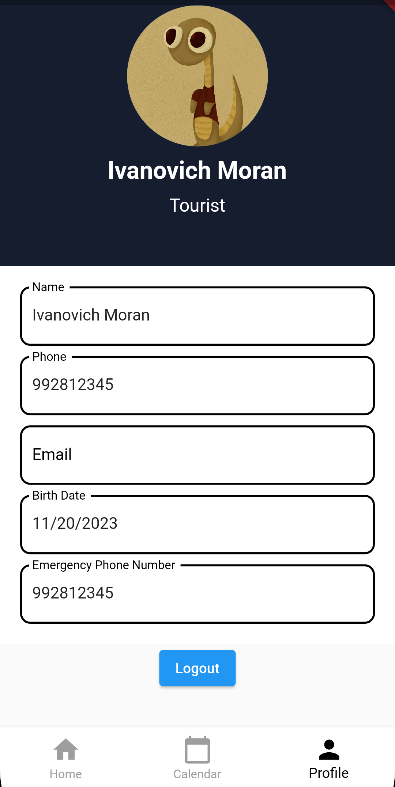 Ivanovich Moran
Tourist
Name
Ivanovich Moran
Phone
992812345
Email
Birth Date
11/20/2023
Emergency Phone Number
992812345
Logout
Home
Calendar
Profile